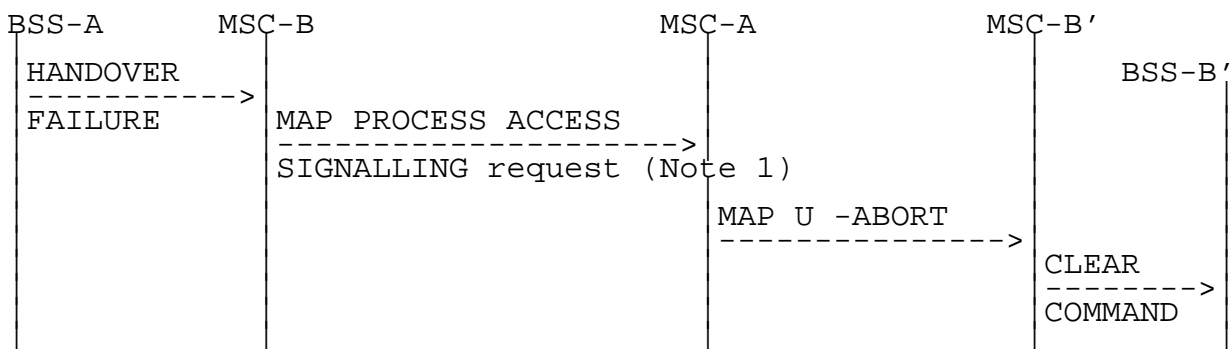 BSS-A MSC-B MSC-A MSC-B'
HANDOVER BSS-B'
FAILURE MAP PROCESS ACCESS
SIGNALLING request (Note 1)
MAP U -ABORT
CLEAR
COMMAND